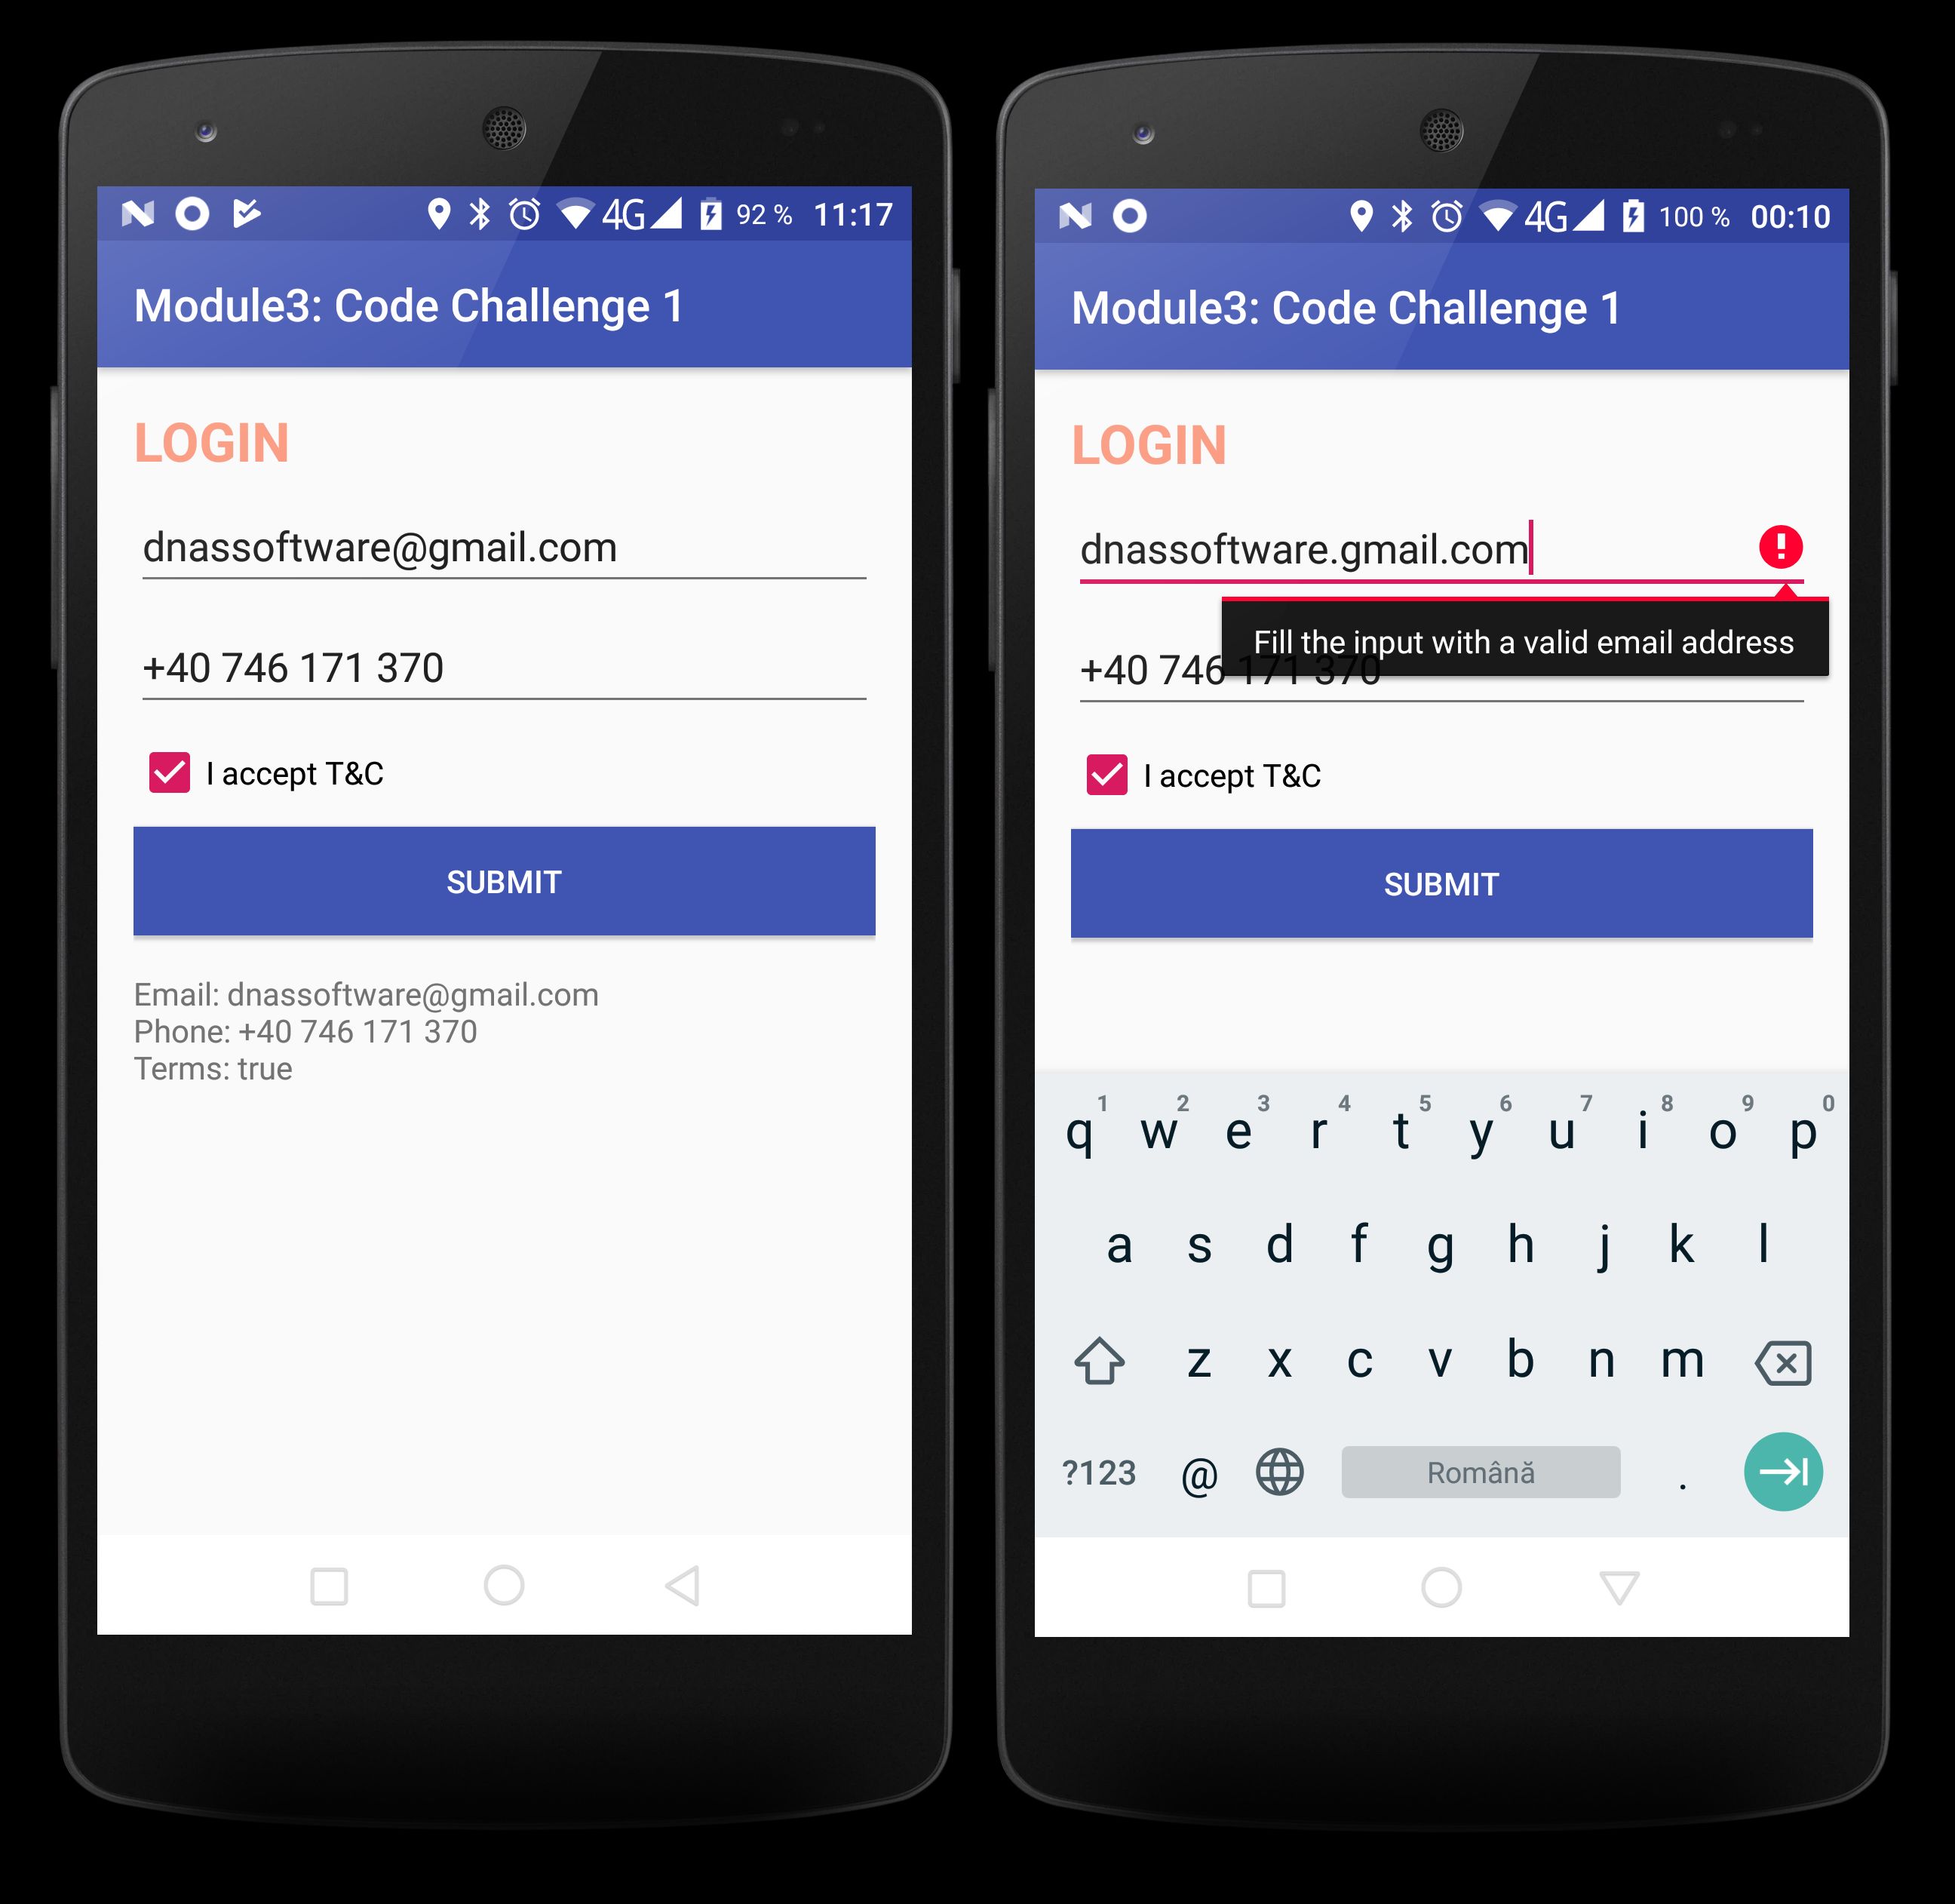 4G 92 % 11:17
Module3: Code Challenge 1
LOGIN
dnassoftware@gmail.com
+40 746 171 370
I accept T&C
SUBMIT
Email: dnassoftware@gmail.com
Phone: +40 746 171 370
Terms: true
4G 100 % 00:10
Module3: Code Challenge 1
LOGIN
dnassoftware.gmail.com
Fill the input with a valid email address
+40 746 171 370
I accept T&C
SUBMIT
1 2 3 4 5 6 7 8 9 0
q w e r t y u i o p
a s d f g h j k l
z x c v b n m
?123 @ Română .